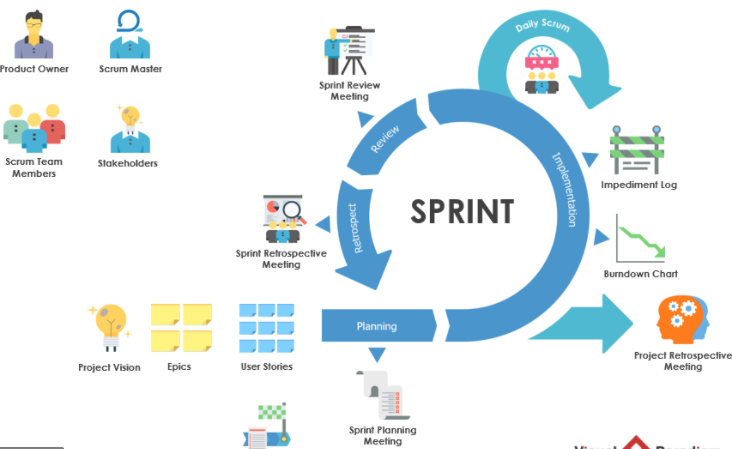 Product Owner
Scrum Master
Scrum Team
Members
Stakeholders
Sprint Review
Meeting
Daily Scrum
Review
Implementation
Impediment Log
SPRINT
Retrospect
Sprint Retrospective
Meeting
Burndown Chart
Project Vision
Epics
User Stories
Planning
Project Retrospective
Meeting
Sprint Planning
Meeting